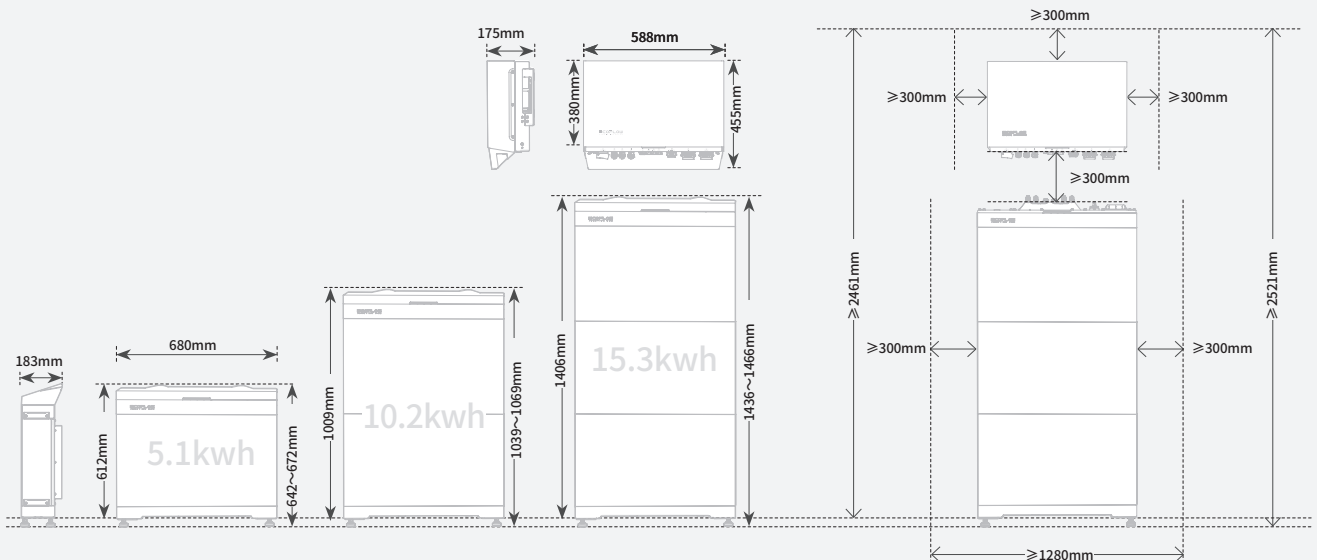 175mm
588mm
380mm
455mm
183mm
680mm
612mm
642～672mm
5.1kwh
1009mm
1039～1069mm
10.2kwh
1406mm
1436～1466mm
15.3kwh
≥300mm
≥300mm
≥300mm
≥300mm
≥2461mm
≥2521mm
≥300mm
≥300mm
≥1280mm